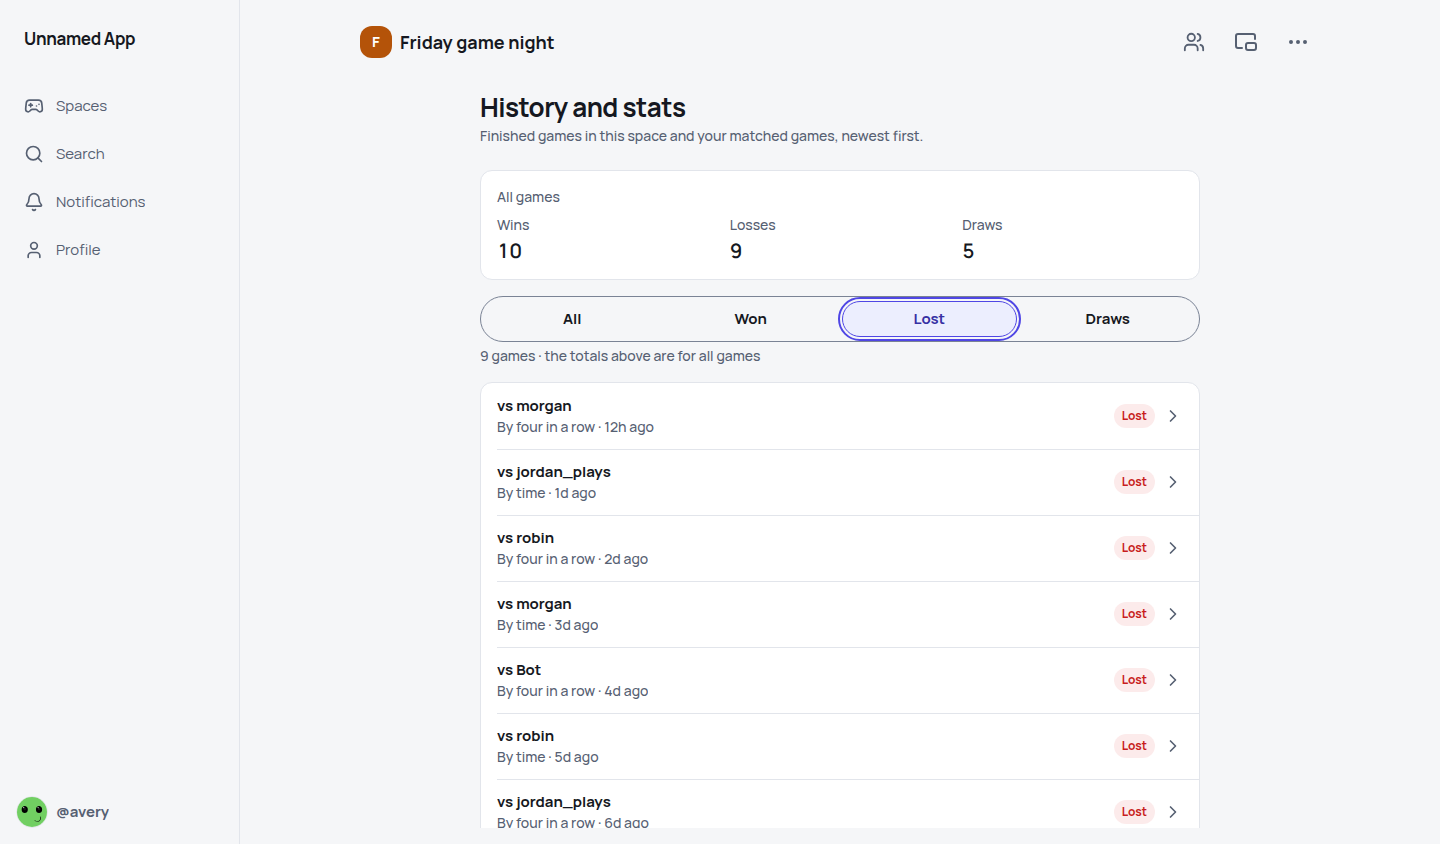 Unnamed App
Spaces
Search
Notifications
Profile
@avery
F
Friday game night
History and stats
Finished games in this space and your matched games, newest first.
All games
Wins
Losses
Draws
10
9
5
All
Won
Lost
Draws
9 games · the totals above are for all games
vs morgan
By four in a row · 12h ago
Lost
vs jordan_plays
By time · 1d ago
Lost
vs robin
By four in a row · 2d ago
Lost
vs morgan
By time · 3d ago
Lost
vs Bot
By four in a row · 4d ago
Lost
vs robin
By time · 5d ago
Lost
vs jordan_plays
By four in a row · 6d ago
Lost